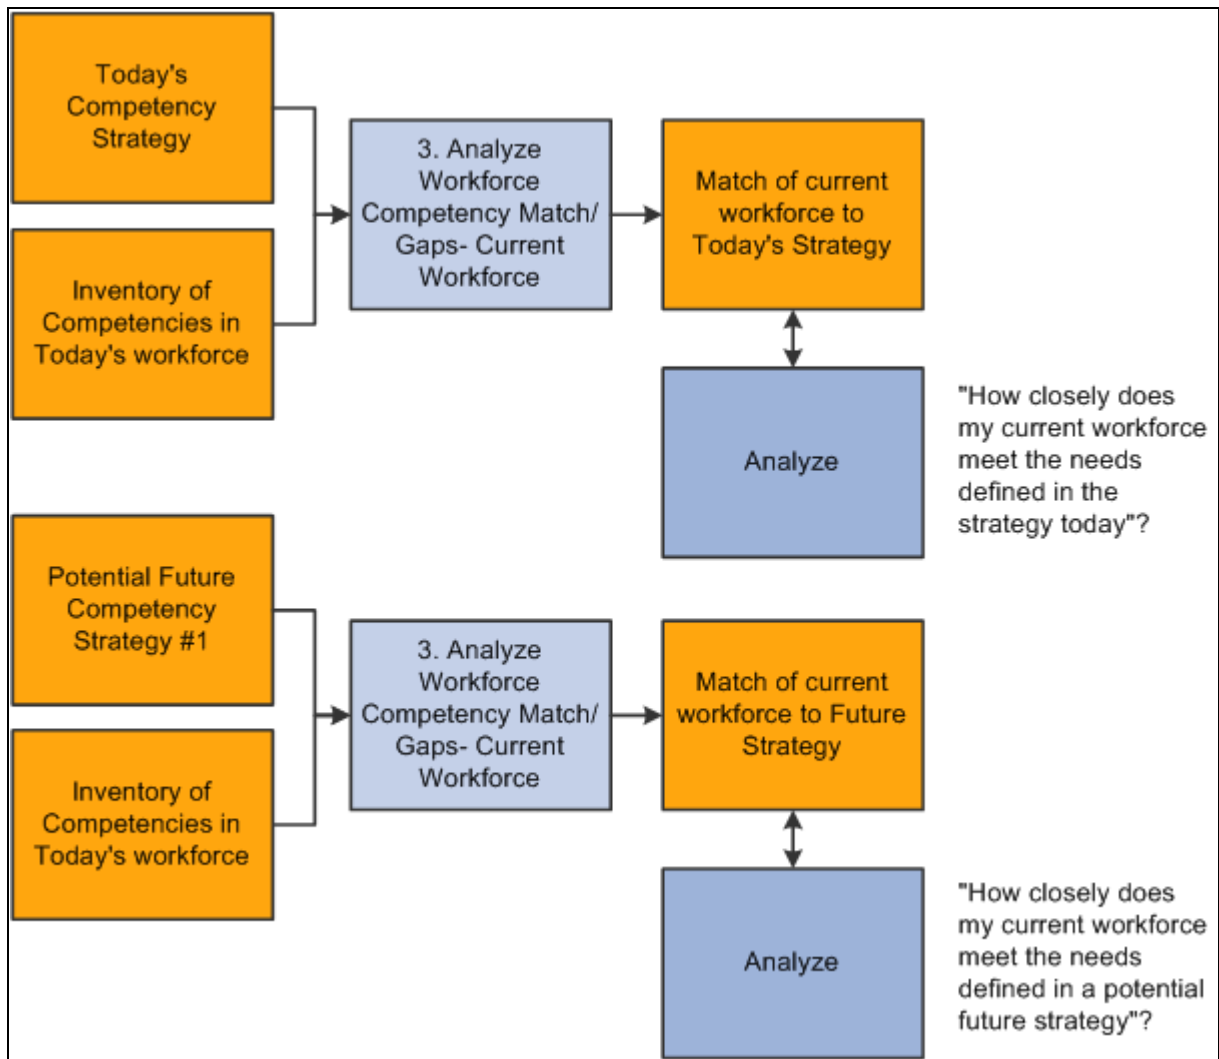 Today's
Competency
Strategy
Inventory of
Competencies in
Today's workforce
3. Analyze
Workforce
Competency Match/
Gaps- Current
Workforce
Match of current
workforce to
Today's Strategy
Analyze
"How closely does
my current workforce
meet the needs
defined in the
strategy today"?
Potential Future
Competency
Strategy #1
Inventory of
Competencies in
Today's workforce
3. Analyze
Workforce
Competency Match/
Gaps- Current
Workforce
Match of current
workforce to Future
Strategy
Analyze
"How closely does
my current workforce
meet the needs
defined in a potential
future strategy"?